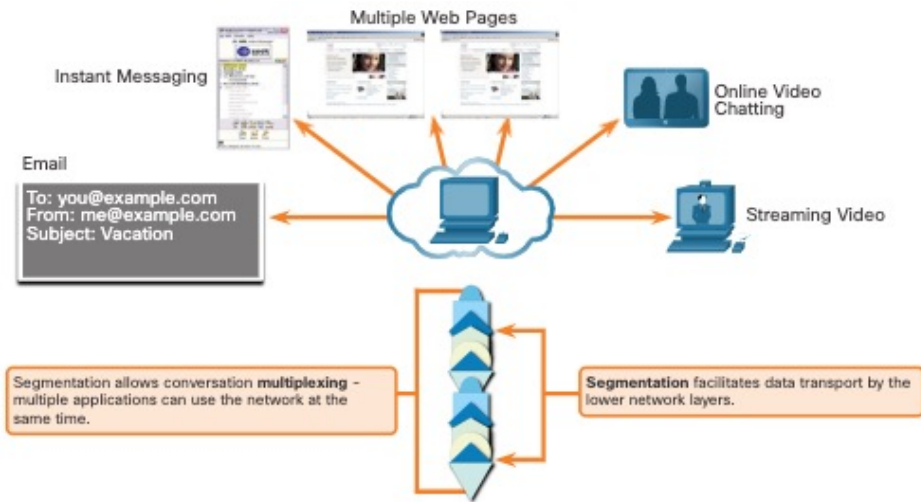 Multiple Web Pages
Instant Messaging
Online Video
Chatting
Email
To: you@example.com
From: me@example.com
Subject: Vacation
Streaming Video
Segmentation allows conversation multiplexing -
multiple applications can use the network at the
same time.
Segmentation facilitates data transport by the
lower network layers.